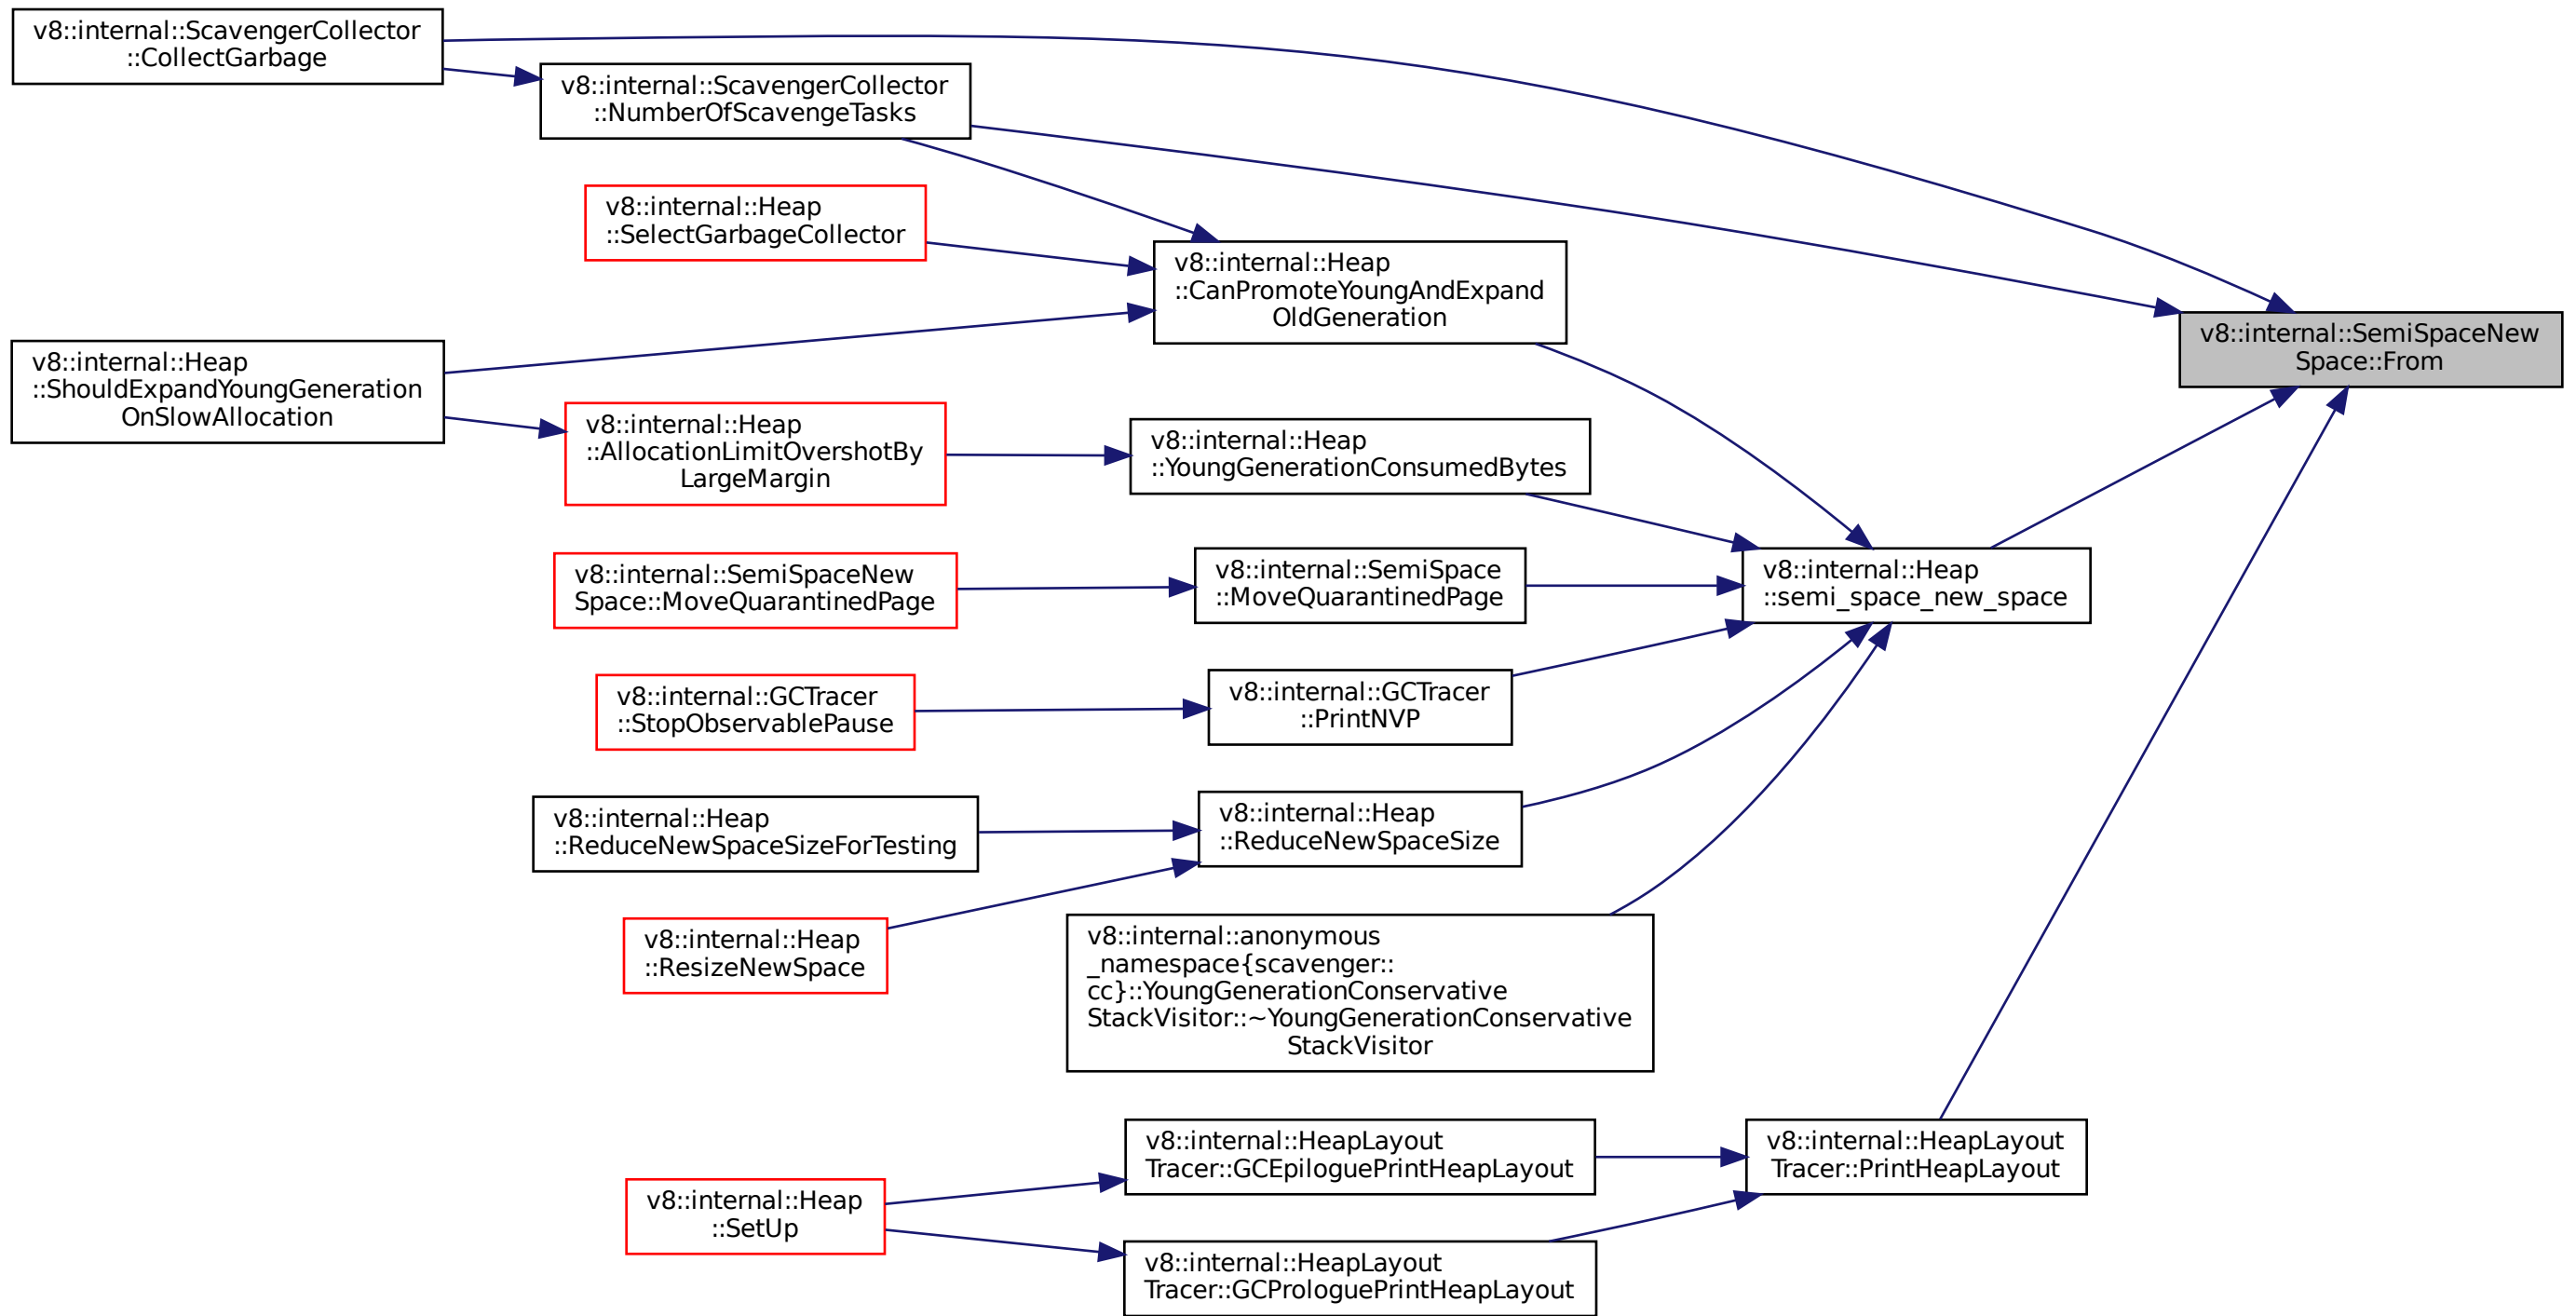 v8::internal::ScavengerCollector
::CollectGarbage
v8::internal::ScavengerCollector
::NumberOfScavengeTasks
v8::internal::Heap
::SelectGarbageCollector
v8::internal::Heap
::CanPromoteYoungAndExpand
OldGeneration
v8::internal::SemiSpaceNew
Space::From
v8::internal::Heap
::ShouldExpandYoungGeneration
OnSlowAllocation
v8::internal::Heap
::AllocationLimitOvershotBy
LargeMargin
v8::internal::Heap
::YoungGenerationConsumedBytes
v8::internal::SemiSpaceNew
Space::MoveQuarantinedPage
v8::internal::SemiSpace
::MoveQuarantinedPage
v8::internal::Heap
::semi_space_new_space
v8::internal::GCTracer
::StopObservablePause
v8::internal::GCTracer
::PrintNVP
v8::internal::Heap
::ReduceNewSpaceSizeForTesting
v8::internal::Heap
::ReduceNewSpaceSize
v8::internal::Heap
::ResizeNewSpace
v8::internal::anonymous
_namespace{scavenger::
cc}::YoungGenerationConservative
StackVisitor::~YoungGenerationConservative
StackVisitor
v8::internal::HeapLayout
Tracer::GCEpiloguePrintHeapLayout
v8::internal::HeapLayout
Tracer::PrintHeapLayout
v8::internal::Heap
::SetUp
v8::internal::HeapLayout
Tracer::GCProloguePrintHeapLayout